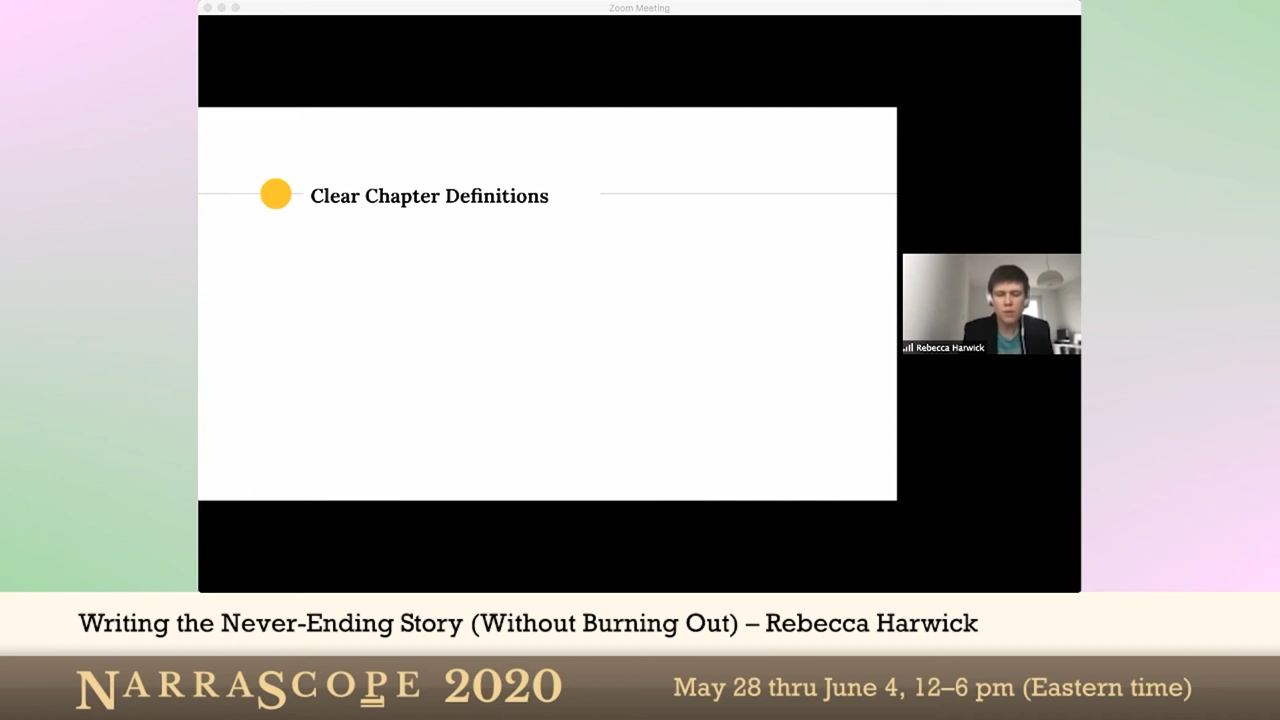 Zoom Meeting
Clear Chapter Definitions
Rebecca Harwick
Writing the Never-Ending Story (Without Burning Out) – Rebecca Harwick
NARRASCOPE 2020
May 28 thru June 4, 12–6 pm (Eastern time)